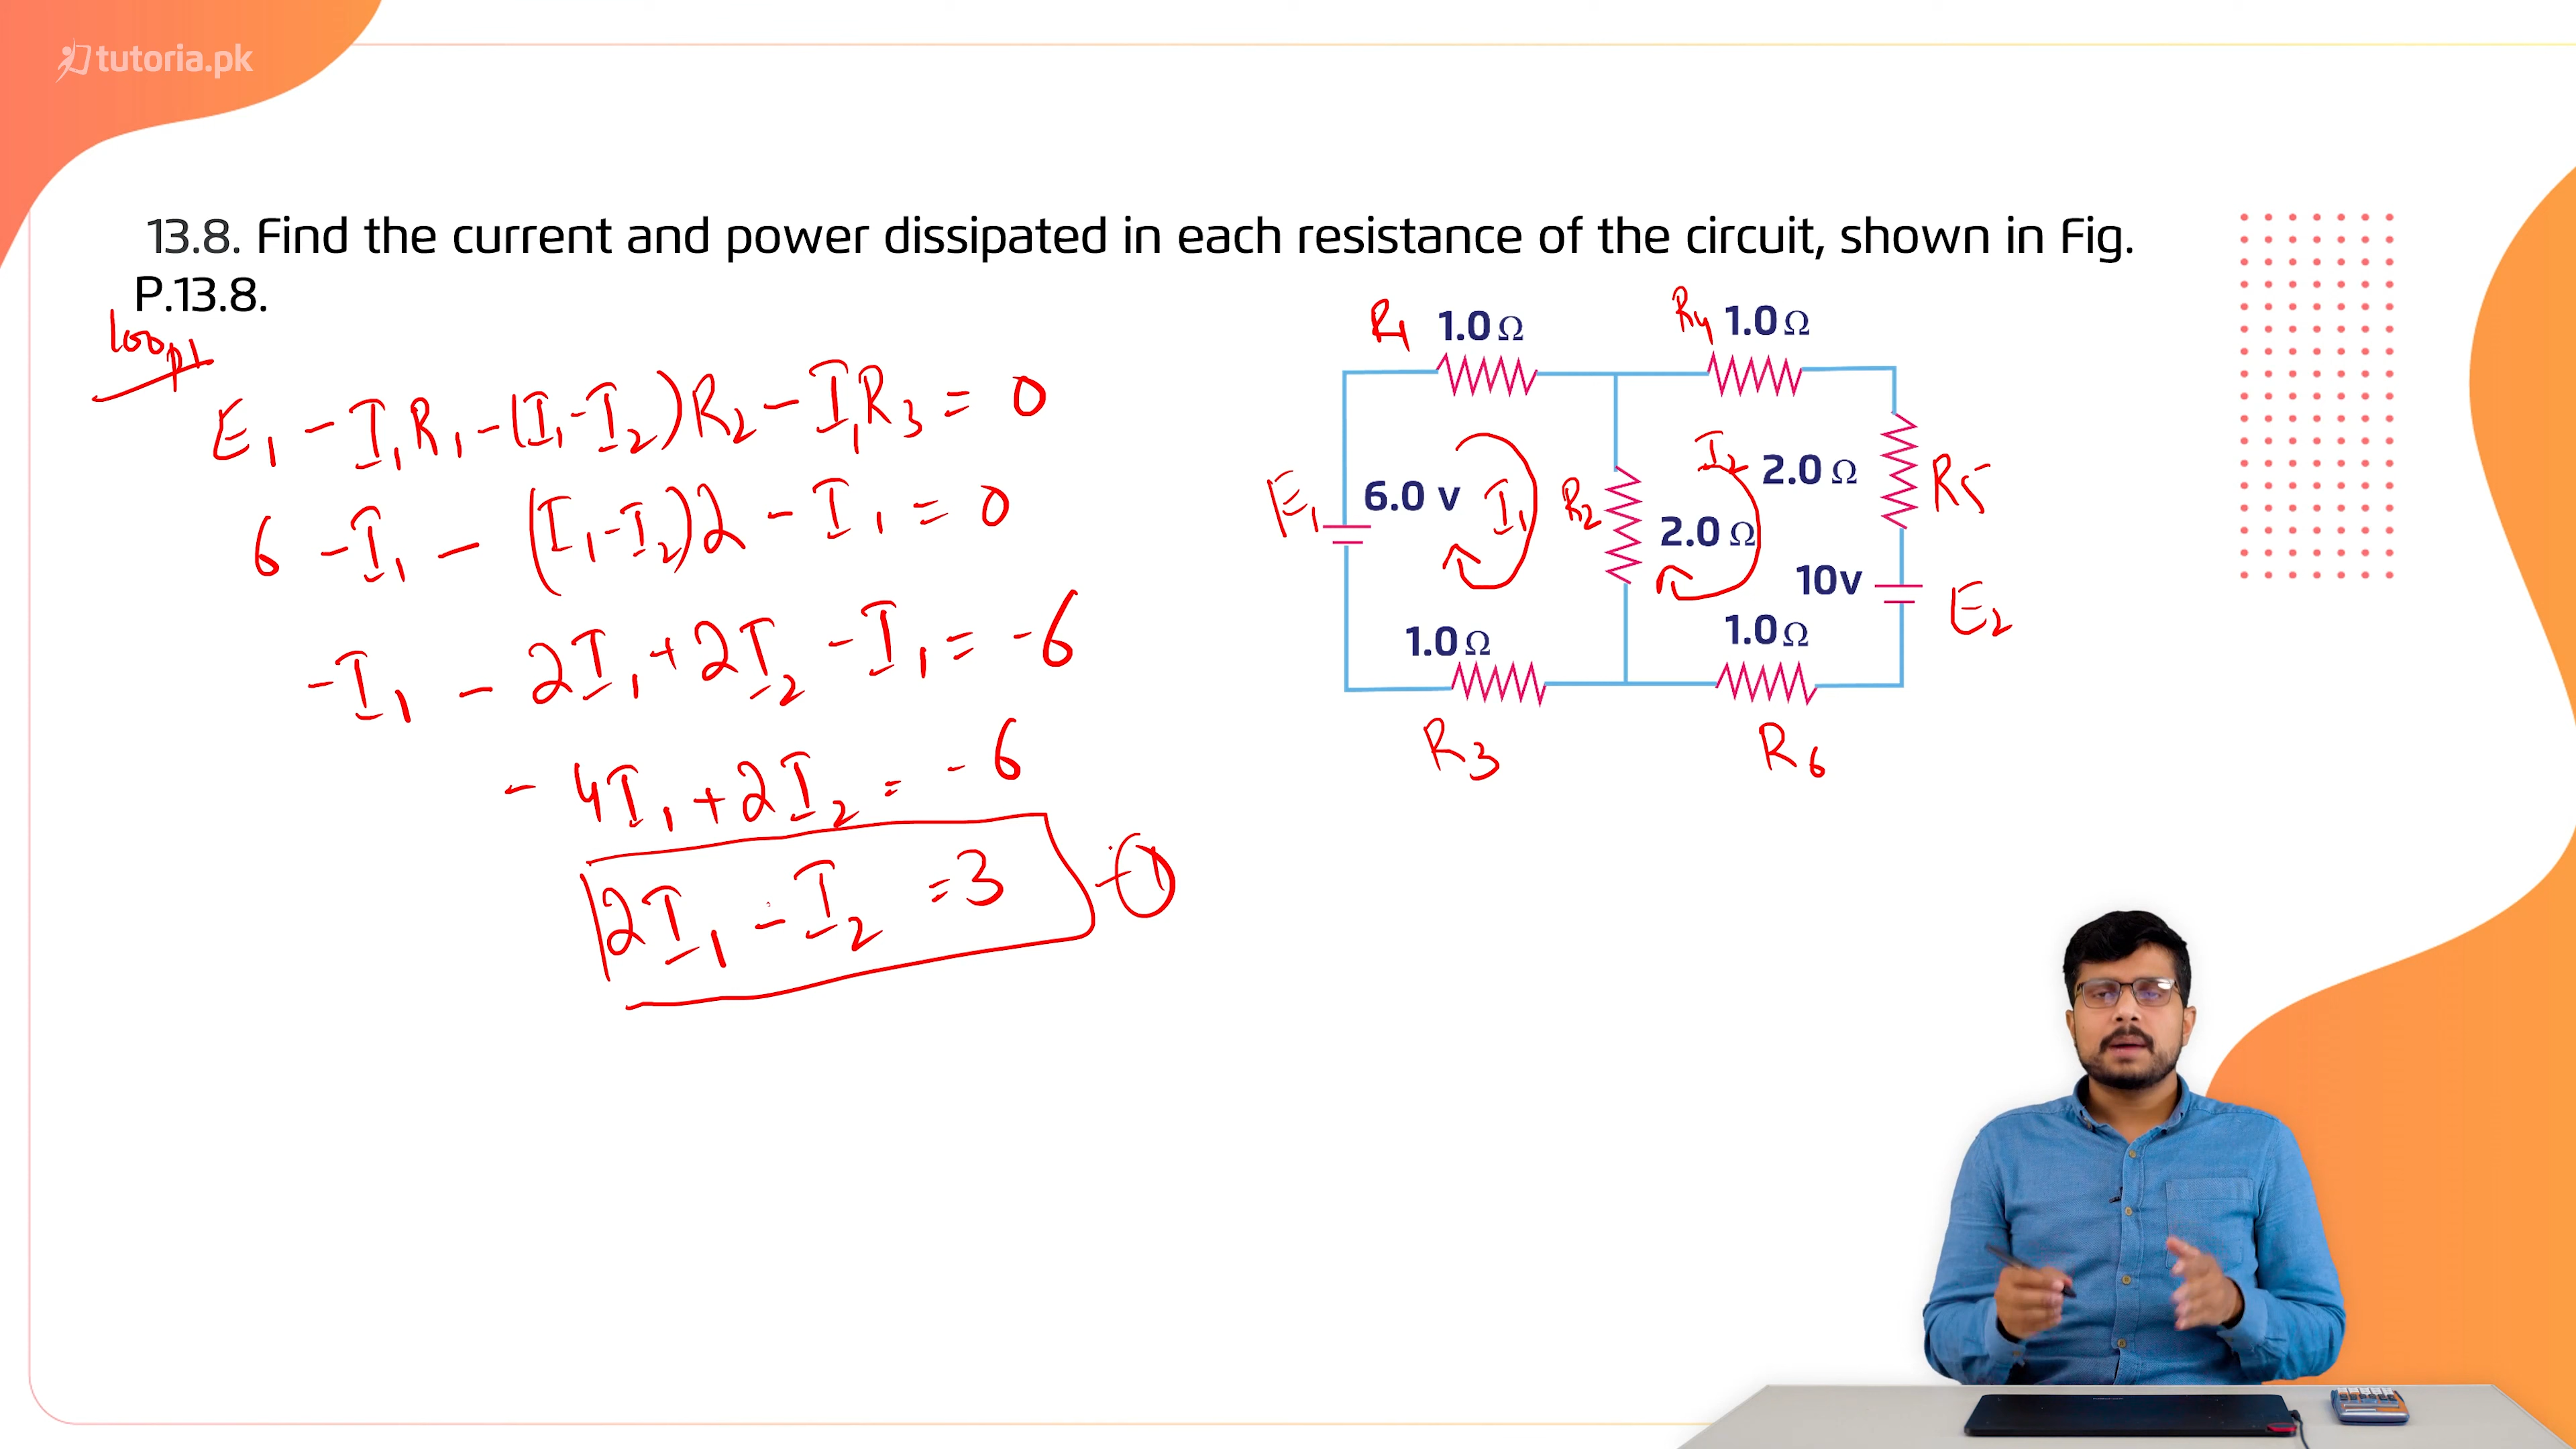 tutoria.pk
13.8. Find the current and power dissipated in each resistance of the circuit, shown in Fig.
P.13.8.
loop1
E₁ - I₁R₁ - (I₁-I₂)R₂ - I₁R₃ = 0
6 - I₁ - (I₁-I₂)2 - I₁ = 0
-I₁ - 2I₁ + 2I₂ - I₁ = -6
- 4I₁ + 2I₂ = -6
2I₁ - I₂ = 3 - ①
R₁ 1.0 Ω
R₄ 1.0 Ω
E₁ 6.0 v
I₁
R₂
2.0 Ω
I₂
2.0 Ω
R₅
10v
E₂
1.0 Ω
R₃
1.0 Ω
R₆